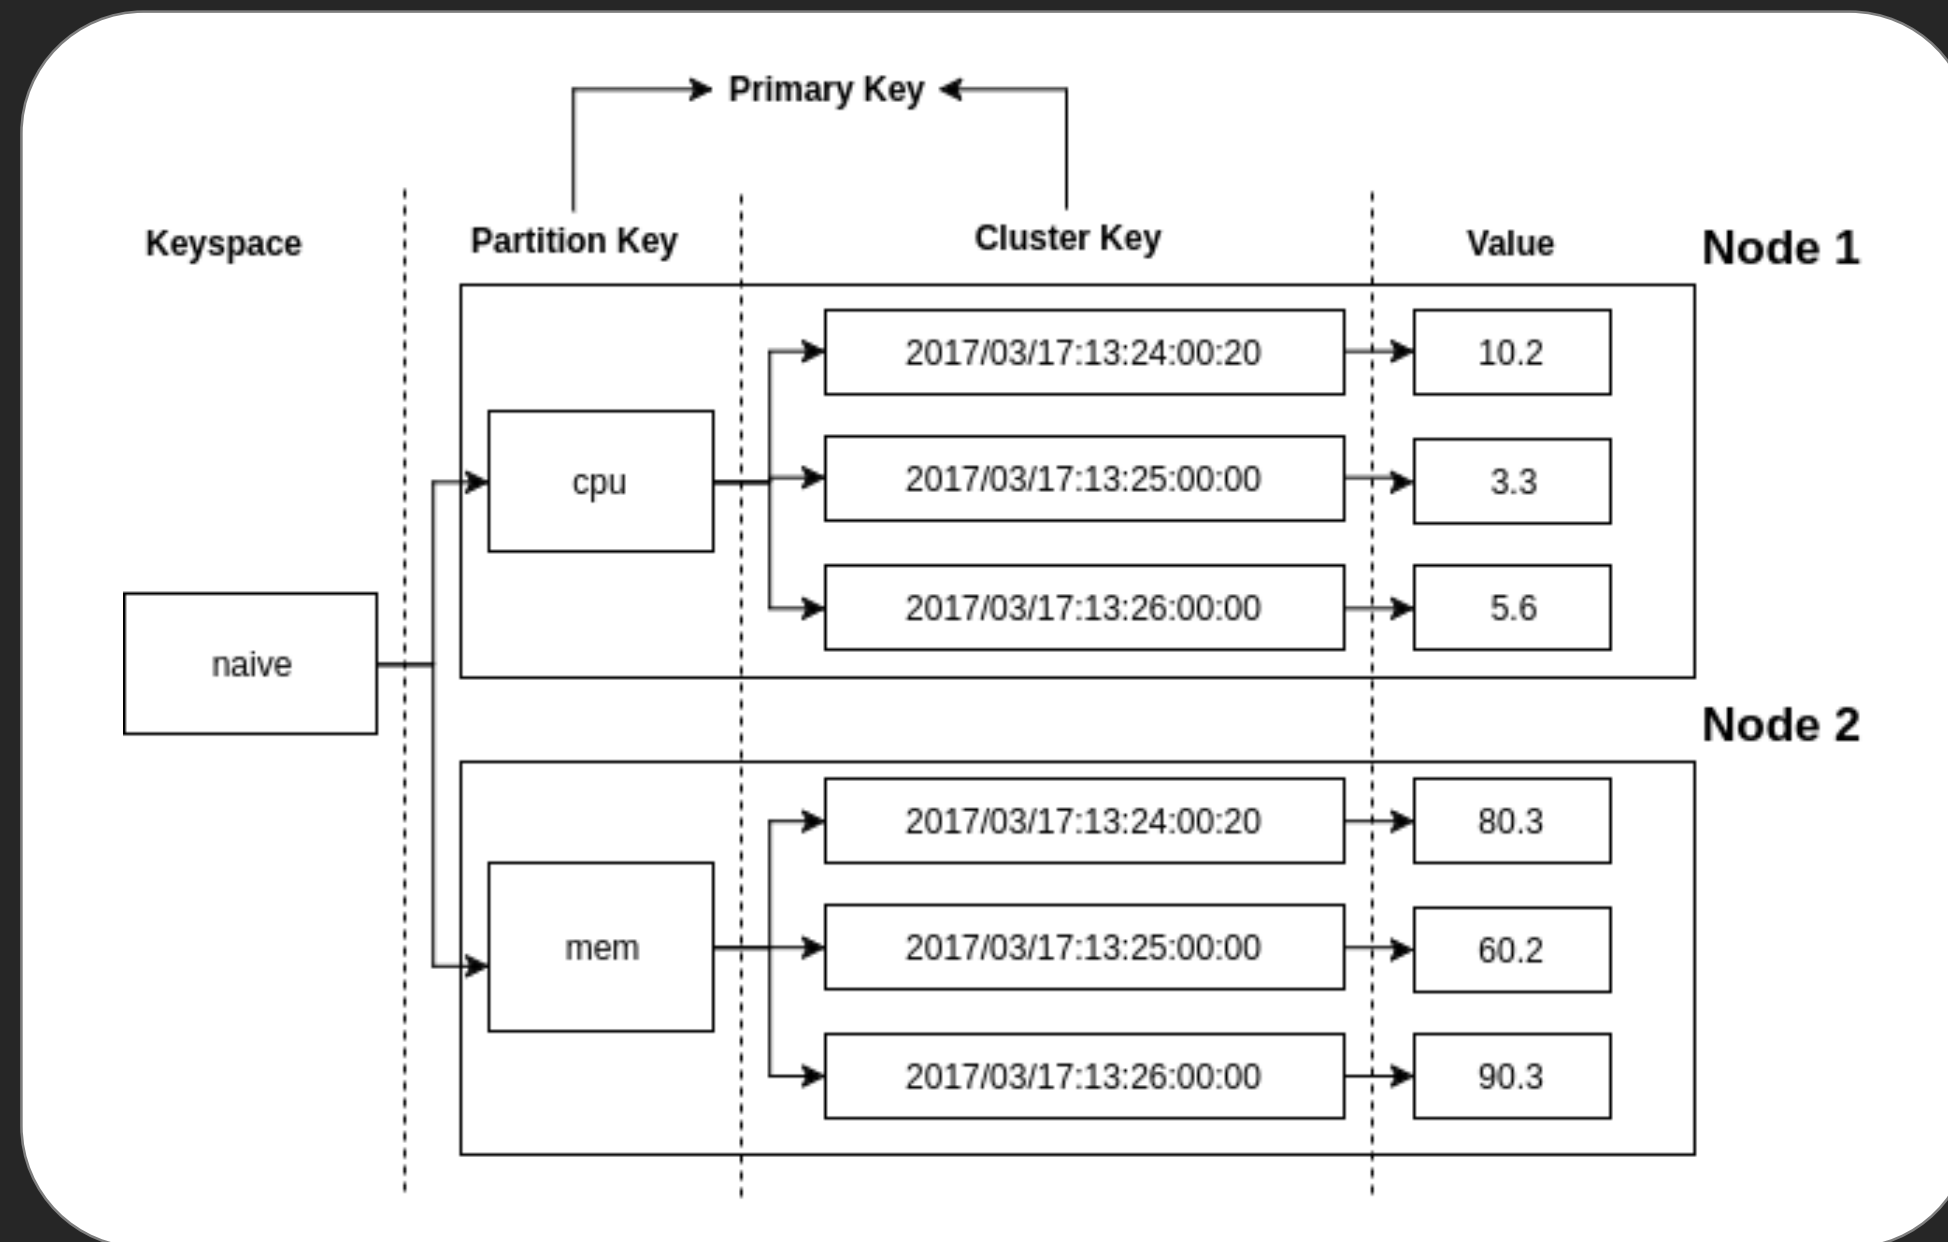 Primary Key
Keyspace
Partition Key
Cluster Key
Value
Node 1
2017/03/17:13:24:00:20
10.2
cpu
2017/03/17:13:25:00:00
3.3
2017/03/17:13:26:00:00
5.6
naive
Node 2
2017/03/17:13:24:00:20
80.3
mem
2017/03/17:13:25:00:00
60.2
2017/03/17:13:26:00:00
90.3